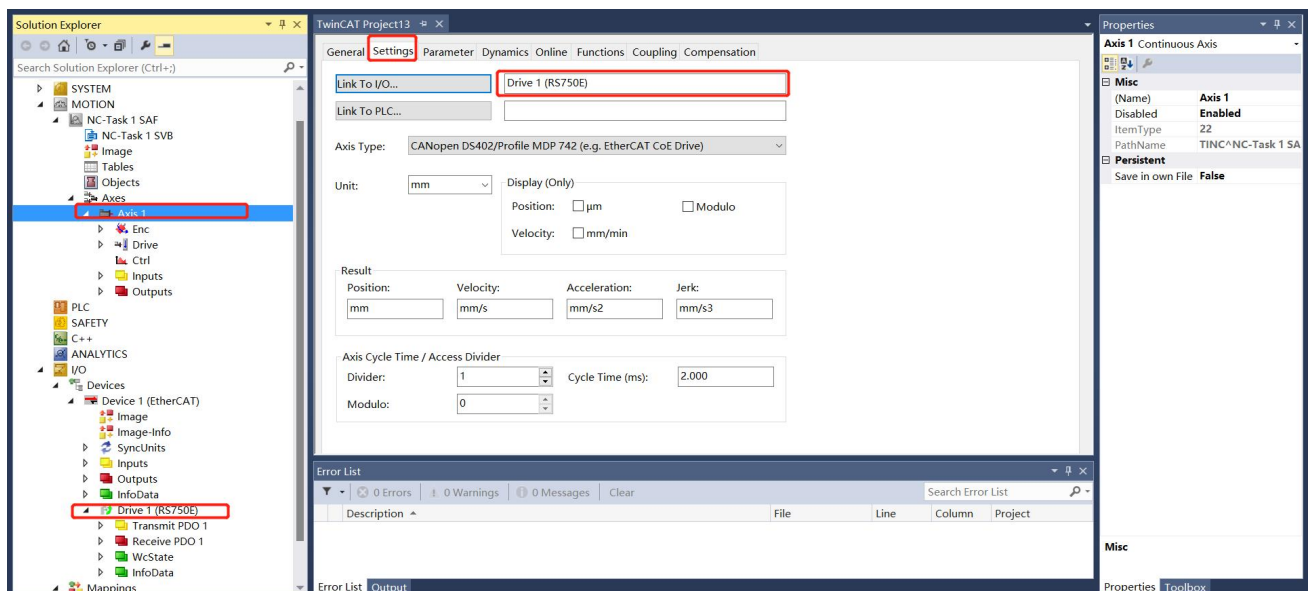 Solution Explorer
Search Solution Explorer (Ctrl+;)
SYSTEM
MOTION
NC-Task 1 SAF
NC-Task 1 SVB
Image
Tables
Objects
Axes
Axis 1
Enc
Drive
Ctrl
Inputs
Outputs
PLC
SAFETY
C++
ANALYTICS
I/O
Devices
Device 1 (EtherCAT)
Image
Image-Info
SyncUnits
Inputs
Outputs
InfoData
Drive 1 (RS750E)
Transmit PDO 1
Receive PDO 1
WcState
InfoData
Mappings
TwinCAT Project13
General Settings Parameter Dynamics Online Functions Coupling Compensation
Link To I/O... Drive 1 (RS750E)
Link To PLC...
Axis Type: CANopen DS402/Profile MDP 742 (e.g. EtherCAT CoE Drive)
Unit: mm
Display (Only)
Position: µm Modulo
Velocity: mm/min
Result
Position: Velocity: Acceleration: Jerk:
mm mm/s mm/s2 mm/s3
Axis Cycle Time / Access Divider
Divider: 1 Cycle Time (ms): 2.000
Modulo: 0
Error List
0 Errors 0 Warnings 0 Messages Clear Search Error List
Description File Line Column Project
Error List Output
Properties
Axis 1 Continuous Axis
Misc
(Name) Axis 1
Disabled Enabled
ItemType 22
PathName TINC^NC-Task 1 SA
Persistent
Save in own File False
Misc
Properties Toolbox